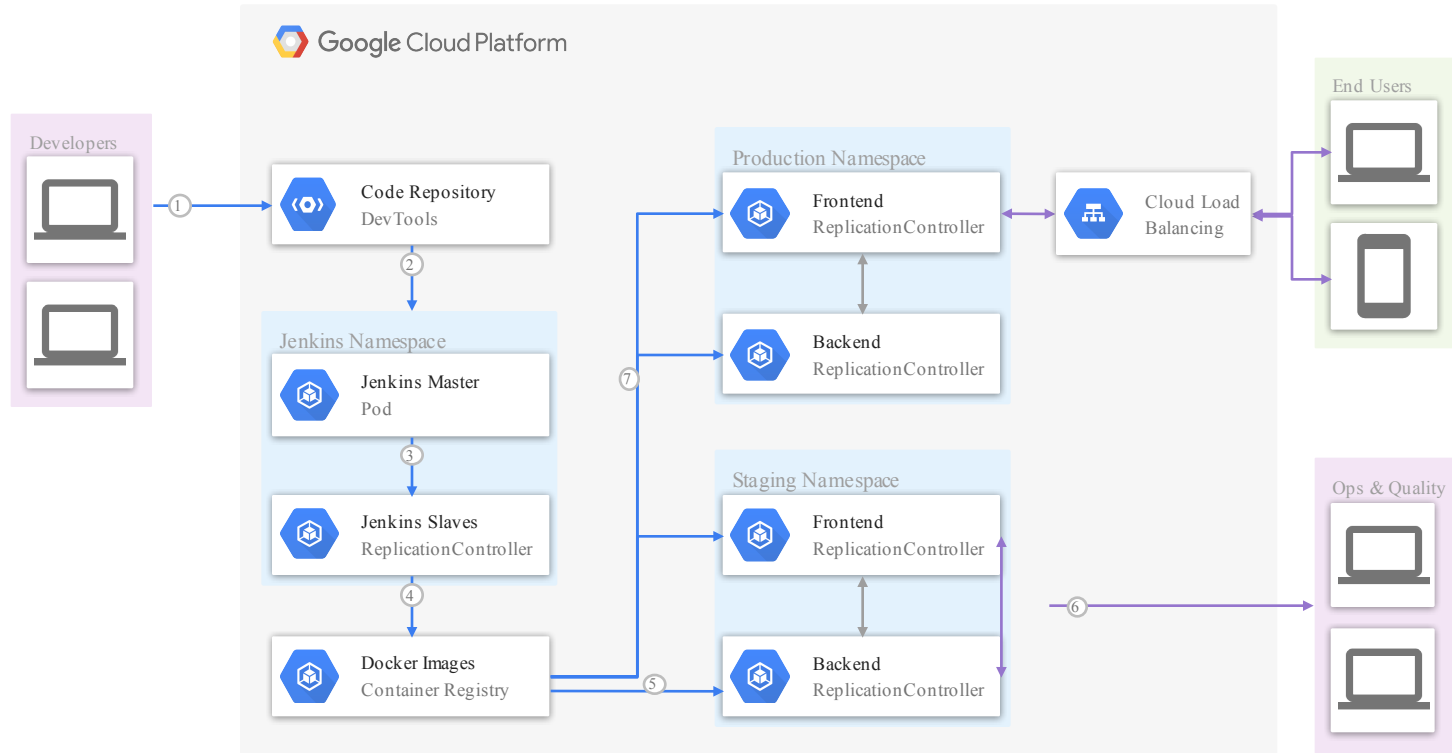 Google Cloud Platform
Developers
1
Code Repository
DevTools
2
Jenkins Namespace
Jenkins Master
Pod
3
Jenkins Slaves
ReplicationController
4
Docker Images
Container Registry
5
7
Production Namespace
Frontend
ReplicationController
Backend
ReplicationController
Staging Namespace
Frontend
ReplicationController
Backend
ReplicationController
Cloud Load
Balancing
6
End Users
Ops & Quality